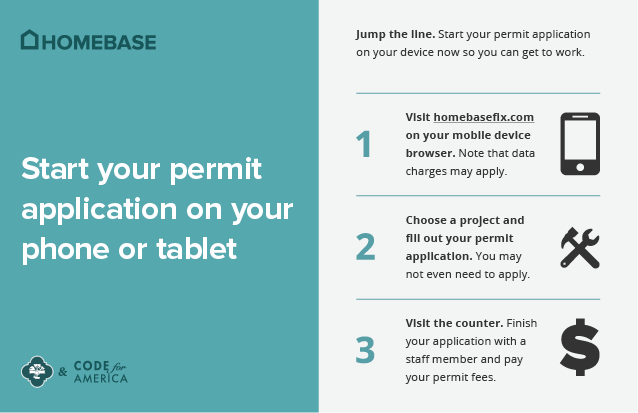 HOMEBASE
Start your permit
application on your
phone or tablet
& CODE for
AMERICA
Jump the line. Start your permit application
on your device now so you can get to work.
1
Visit homebasefix.com
on your mobile device
browser. Note that data
charges may apply.
2
Choose a project and
fill out your permit
application. You may
not even need to apply.
3
Visit the counter. Finish
your application with a
staff member and pay
your permit fees.
$